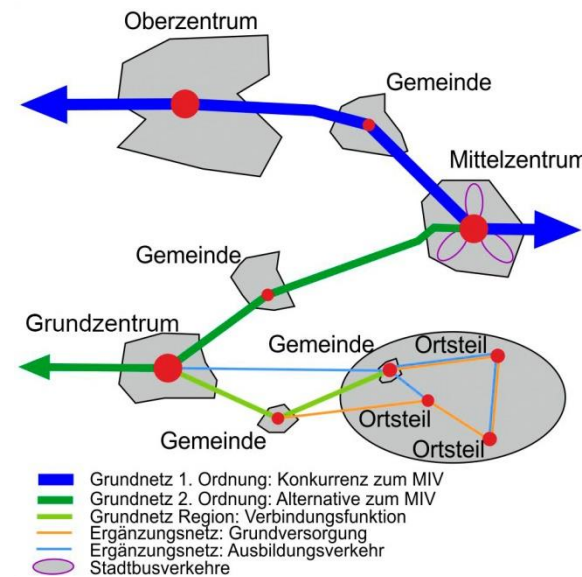 Oberzentrum
Gemeinde
Mittelzentrum
Gemeinde
Grundzentrum
Gemeinde
Ortsteil
Ortsteil
Gemeinde
Ortsteil
Grundnetz 1. Ordnung: Konkurrenz zum MIV
Grundnetz 2. Ordnung: Alternative zum MIV
Grundnetz Region: Verbindungsfunktion
Ergänzungsnetz: Grundversorgung
Ergänzungsnetz: Ausbildungsverkehr
Stadtbusverkehre